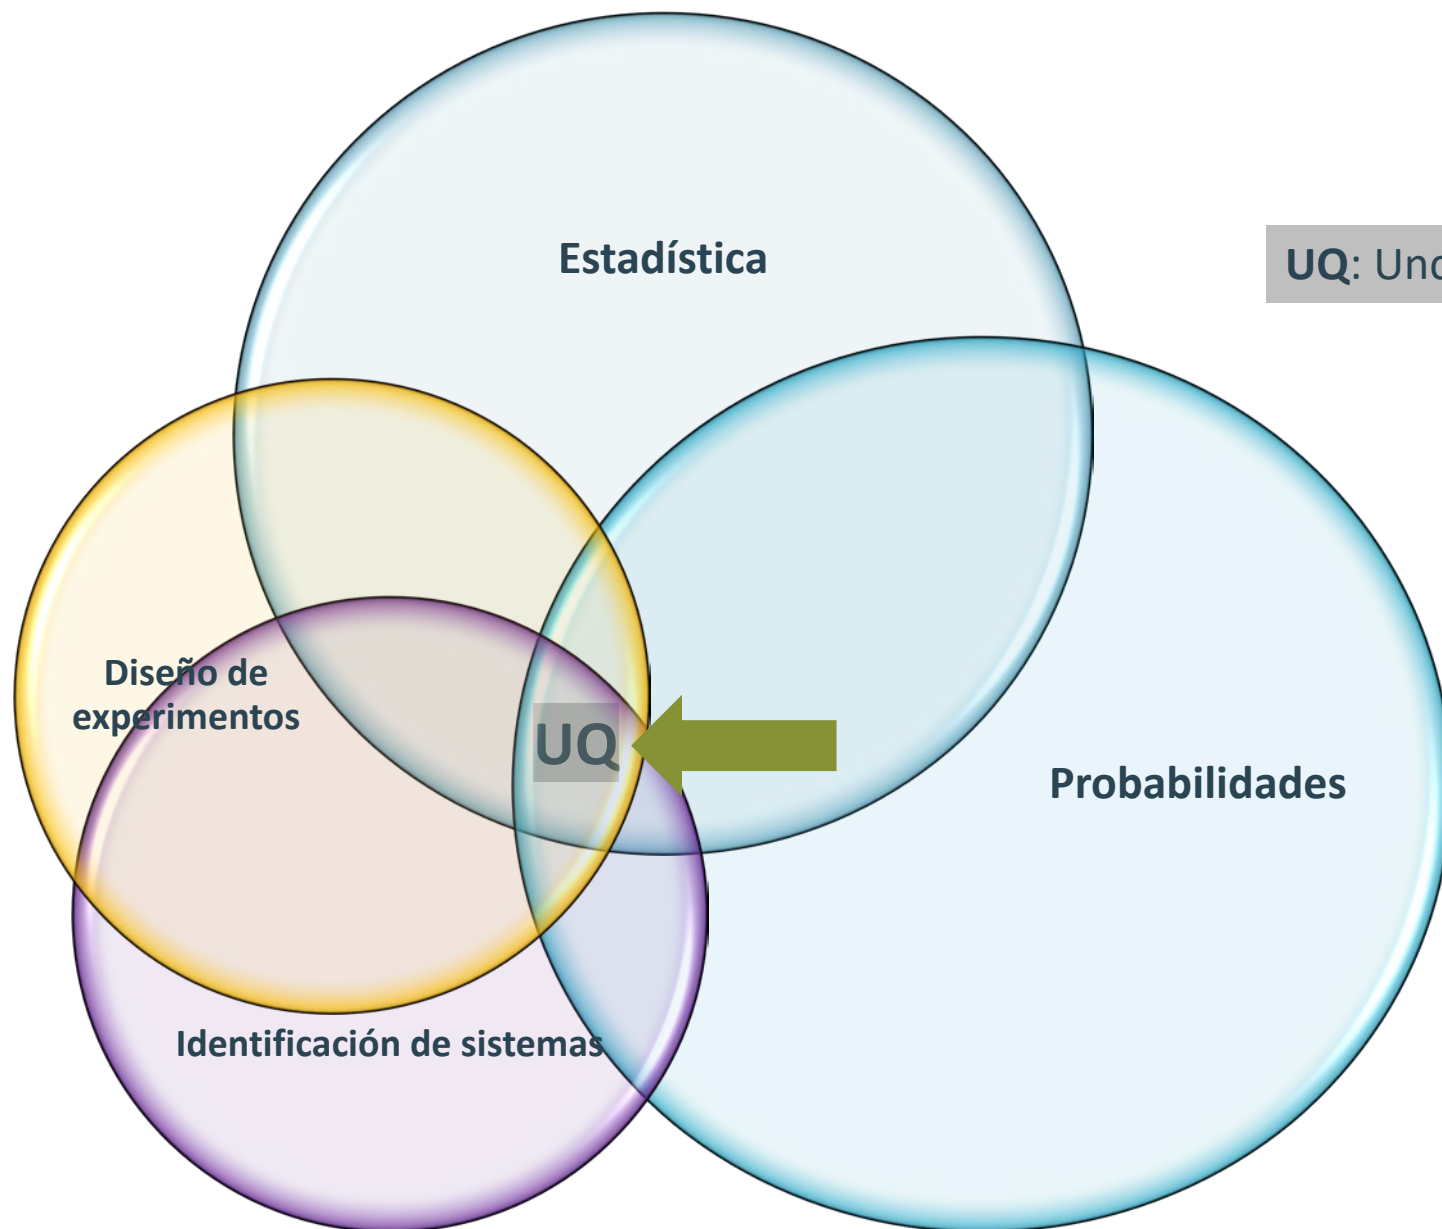 Estadística
UQ: Unc
Diseño de
experimentos
UQ
Probabilidades
Identificación de sistemas